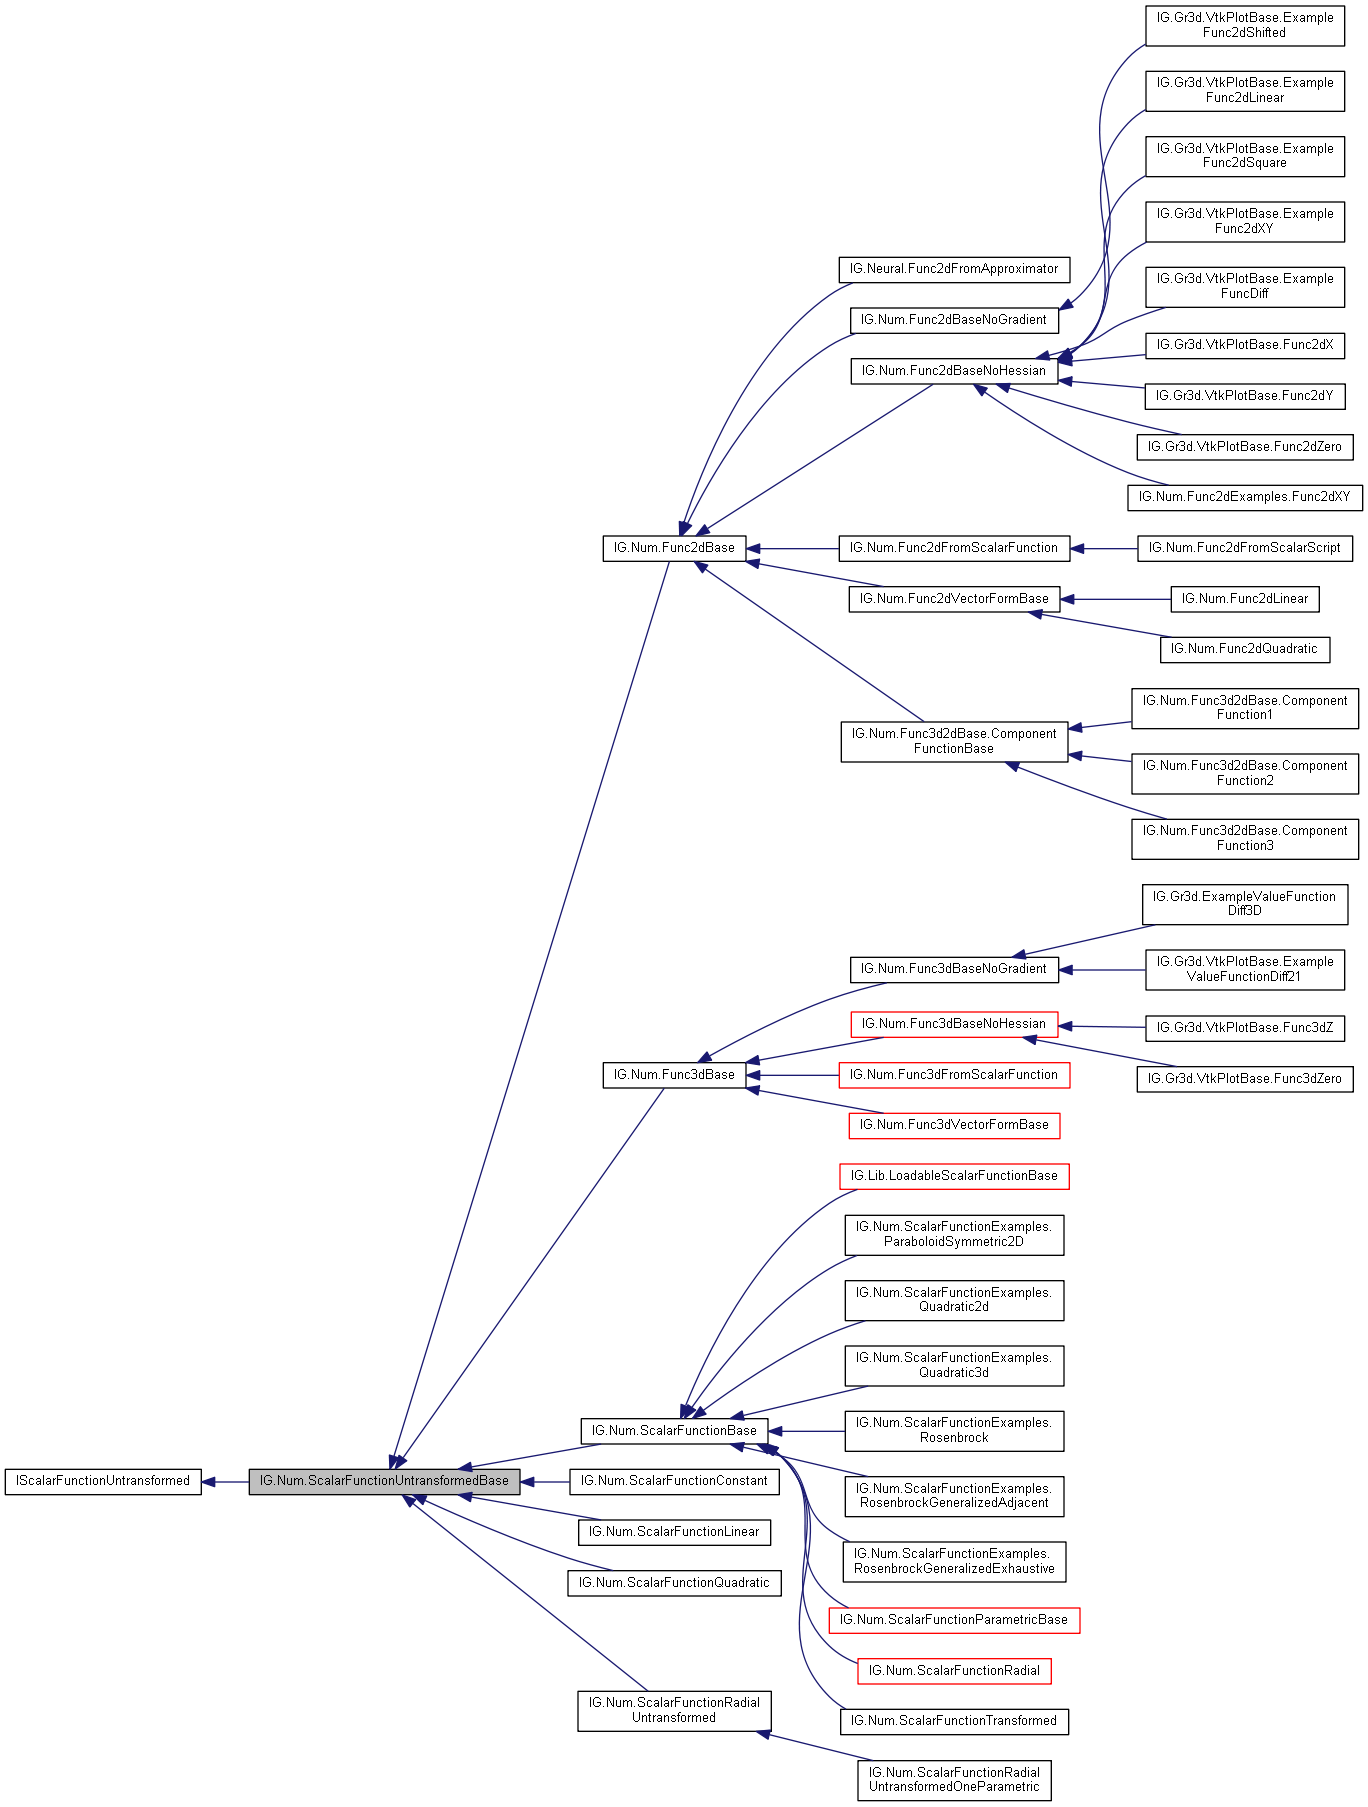 IG.Gr3d.VtkPlotBase.Example
Func2dShifted
IG.Gr3d.VtkPlotBase.Example
Func2dLinear
IG.Gr3d.VtkPlotBase.Example
Func2dSquare
IG.Gr3d.VtkPlotBase.Example
Func2dXY
IG.Neural.Func2dFromApproximator
IG.Gr3d.VtkPlotBase.Example
FuncDiff
IG.Num.Func2dBaseNoGradient
IG.Gr3d.VtkPlotBase.Func2dX
IG.Num.Func2dBaseNoHessian
IG.Gr3d.VtkPlotBase.Func2dY
IG.Gr3d.VtkPlotBase.Func2dZero
IG.Num.Func2dExamples.Func2dXY
IG.Num.Func2dBase
IG.Num.Func2dFromScalarFunction
IG.Num.Func2dFromScalarScript
IG.Num.Func2dVectorFormBase
IG.Num.Func2dLinear
IG.Num.Func2dQuadratic
IG.Num.Func3d2dBase.Component
Function1
IG.Num.Func3d2dBase.Component
FunctionBase
IG.Num.Func3d2dBase.Component
Function2
IG.Num.Func3d2dBase.Component
Function3
IG.Gr3d.ExampleValueFunction
Diff3D
IG.Num.Func3dBaseNoGradient
IG.Gr3d.VtkPlotBase.Example
ValueFunctionDiff21
IG.Num.Func3dBaseNoHessian
IG.Gr3d.VtkPlotBase.Func3dZ
IG.Num.Func3dBase
IG.Num.Func3dFromScalarFunction
IG.Gr3d.VtkPlotBase.Func3dZero
IG.Num.Func3dVectorFormBase
IG.Lib.LoadableScalarFunctionBase
IG.Num.ScalarFunctionExamples.
ParaboloidSymmetric2D
IG.Num.ScalarFunctionExamples.
Quadratic2d
IG.Num.ScalarFunctionExamples.
Quadratic3d
IG.Num.ScalarFunctionBase
IG.Num.ScalarFunctionExamples.
Rosenbrock
IScalarFunctionUntransformed
IG.Num.ScalarFunctionUntransformedBase
IG.Num.ScalarFunctionConstant
IG.Num.ScalarFunctionExamples.
RosenbrockGeneralizedAdjacent
IG.Num.ScalarFunctionLinear
IG.Num.ScalarFunctionExamples.
RosenbrockGeneralizedExhaustive
IG.Num.ScalarFunctionQuadratic
IG.Num.ScalarFunctionParametricBase
IG.Num.ScalarFunctionRadial
IG.Num.ScalarFunctionRadial
Untransformed
IG.Num.ScalarFunctionTransformed
IG.Num.ScalarFunctionRadial
UntransformedOneParametric